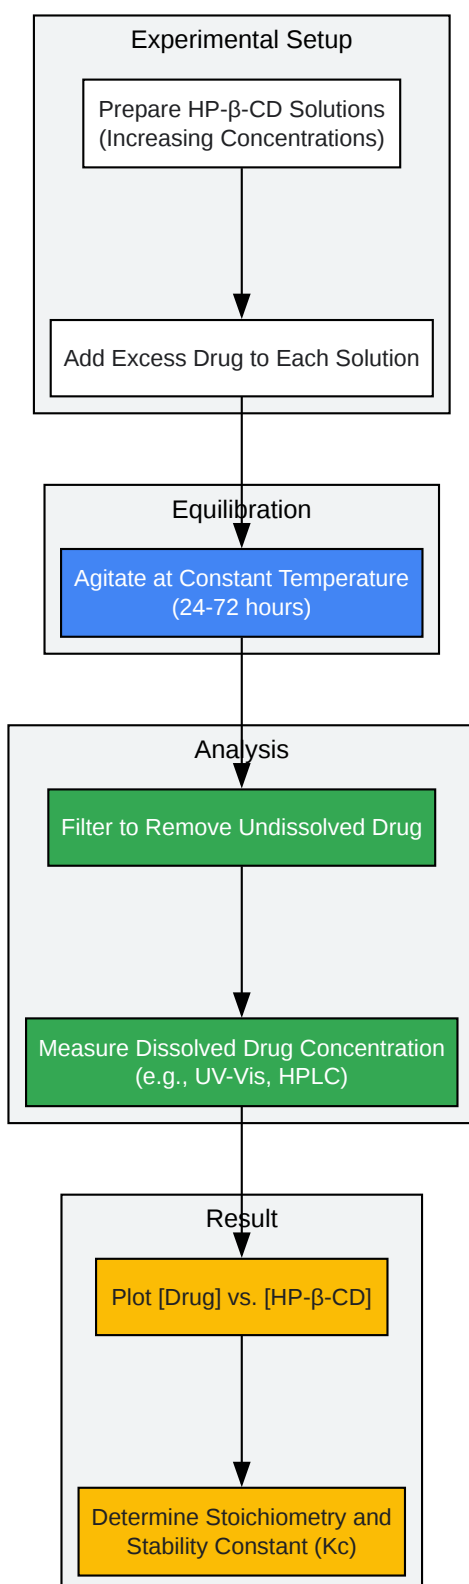 Experimental Setup
Prepare HP-β-CD Solutions
(Increasing Concentrations)
Add Excess Drug to Each Solution
Equilibration
Agitate at Constant Temperature
(24-72 hours)
Analysis
Filter to Remove Undissolved Drug
Measure Dissolved Drug Concentration
(e.g., UV-Vis, HPLC)
Result
Plot [Drug] vs. [HP-β-CD]
Determine Stoichiometry and
Stability Constant (Kc)